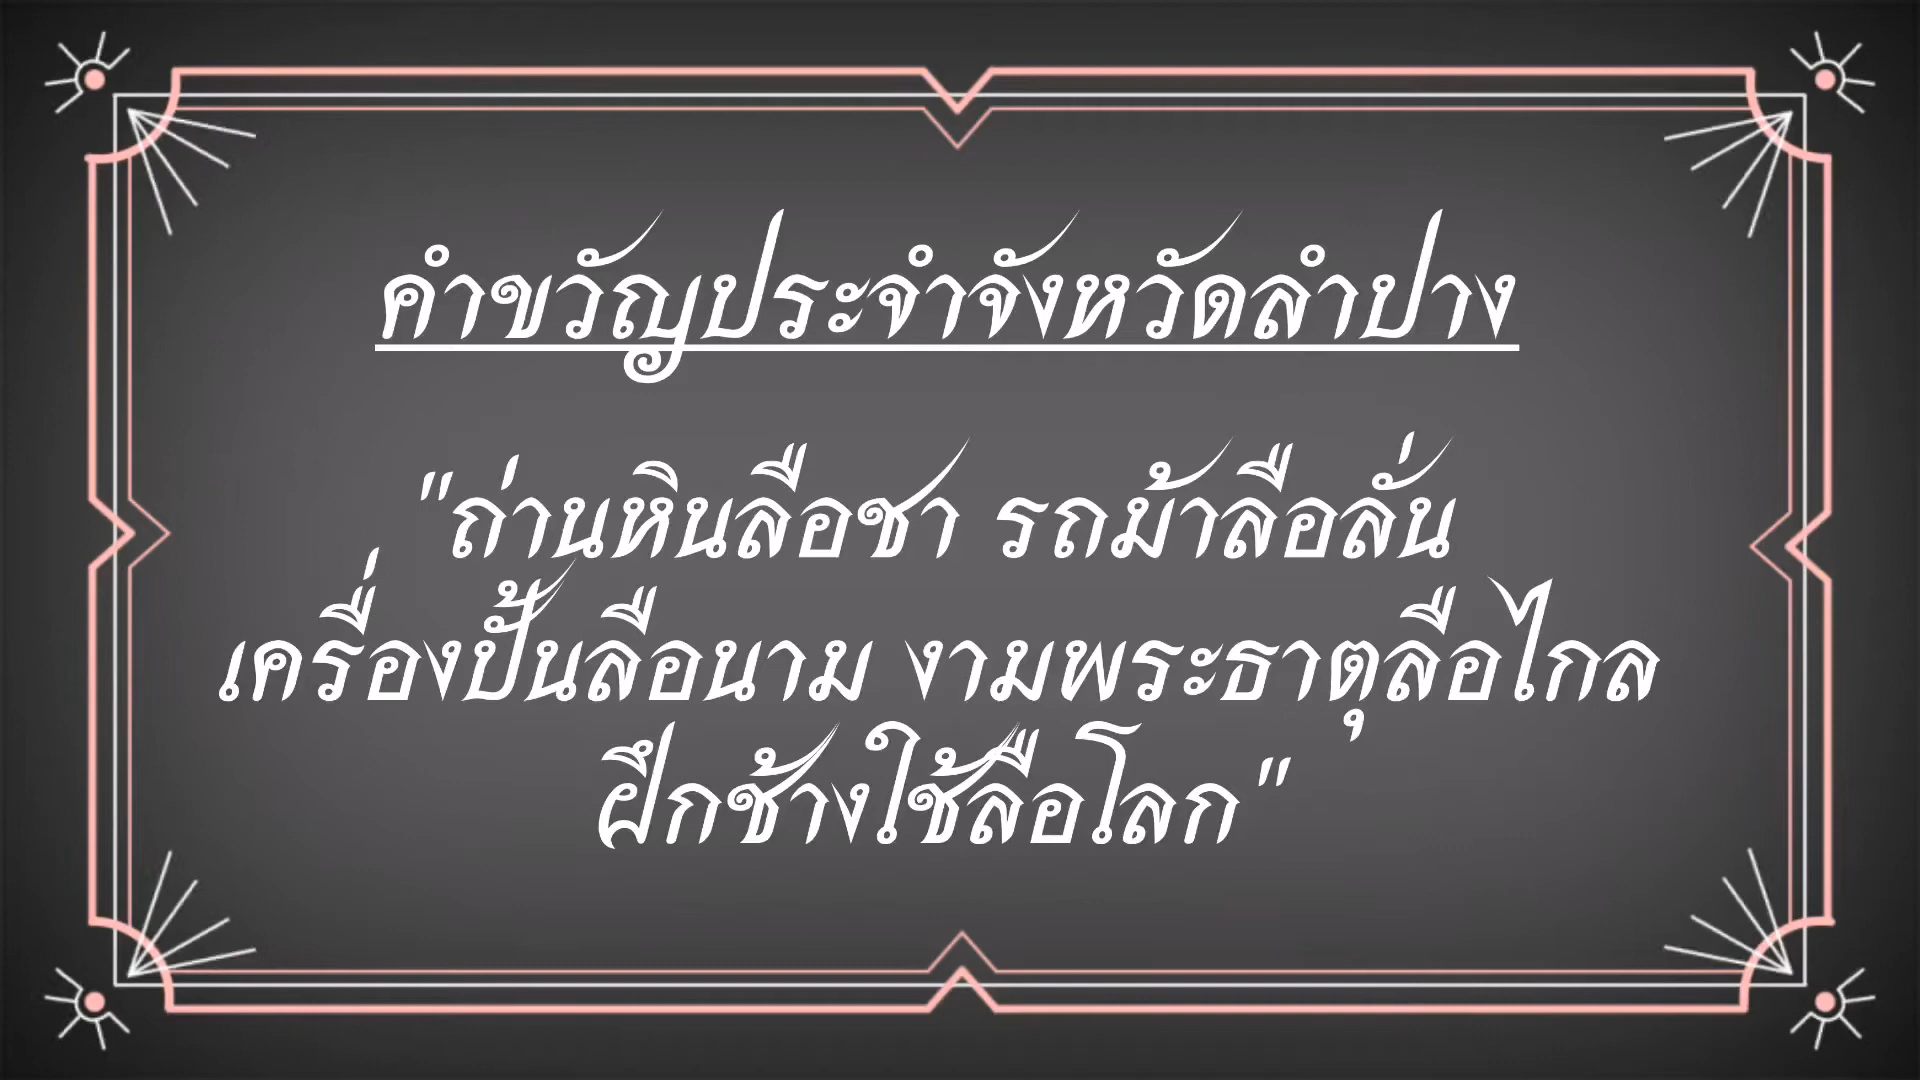 คำขวัญประจำจังหวัดลำปาง
"ถ่านหินลือชา รถม้าลือลั่น
เครื่องปั้นลือนาม งามพระธาตุลือไกล
ฝึกช้างใช้ลือโลก"